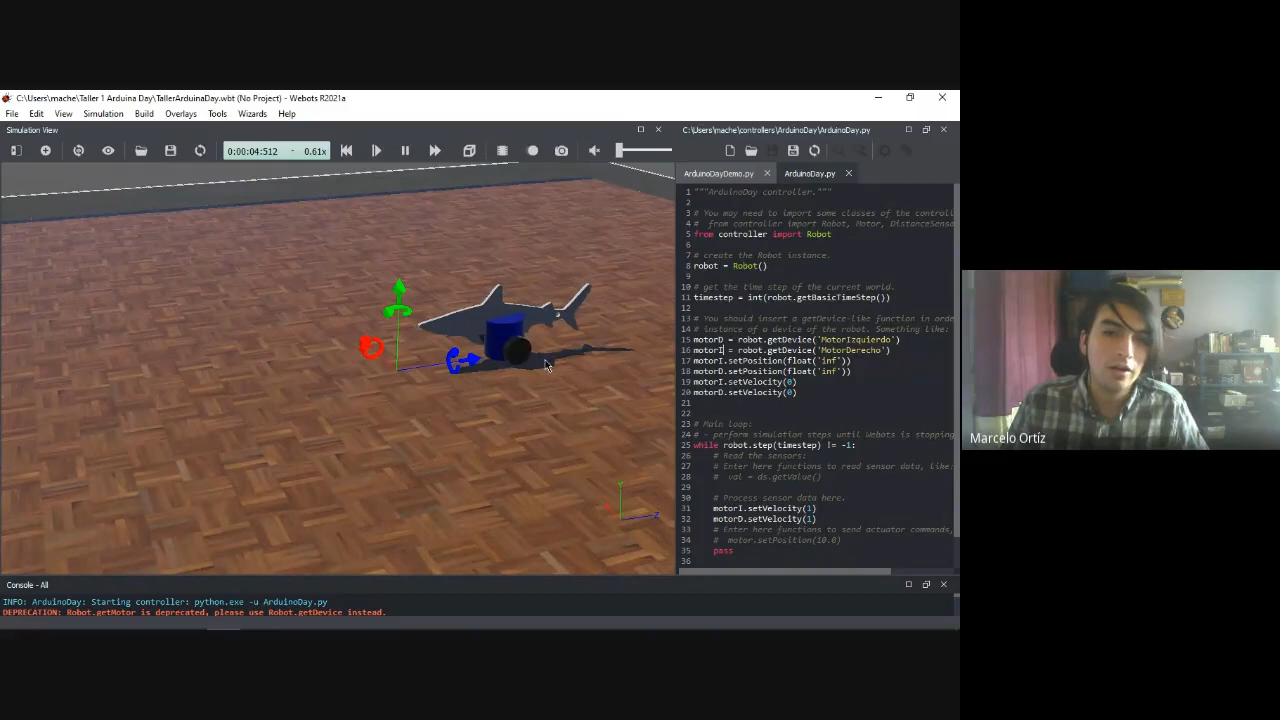 C:\Users\mache\Taller 1 Arduina Day\TallerArduinaDay.wbt (No Project) - Webots R2021a
File Edit View Simulation Build Overlays Tools Wizards Help
Simulation View
C:\Users\mache\controllers\ArduinoDay\ArduinoDay.py
0:00:04:512 - 0.61x
ArduinoDayDemo.py
ArduinoDay.py
1 """ArduinoDay controller."""
2
3 # You may need to import some classes of the controll
4 # from controller import Robot, Motor, DistanceSenso
5 from controller import Robot
6
7 # create the Robot instance.
8 robot = Robot()
9
10 # get the time step of the current world.
11 timestep = int(robot.getBasicTimeStep())
12
13 # You should insert a getDevice-like function in orde
14 # instance of a device of the robot. Something like:
15 motorD = robot.getDevice('MotorIzquierdo')
16 motorI = robot.getDevice('MotorDerecho')
17 motorI.setPosition(float('inf'))
18 motorD.setPosition(float('inf'))
19 motorI.setVelocity(0)
20 motorD.setVelocity(0)
21
22
23 # Main loop:
24 # - perform simulation steps until Webots is stopping
25 while robot.step(timestep) != -1:
26 # Read the sensors:
27 # Enter here functions to read sensor data, like:
28 # val = ds.getValue()
29
30 # Process sensor data here.
31 motorI.setVelocity(1)
32 motorD.setVelocity(1)
33 # Enter here functions to send actuator commands,
34 # motor.setPosition(10.0)
35 pass
36
Marcelo Ortíz
Y
Z
Console - All
INFO: ArduinoDay: Starting controller: python.exe -u ArduinoDay.py
DEPRECATION: Robot.getMotor is deprecated, please use Robot.getDevice instead.